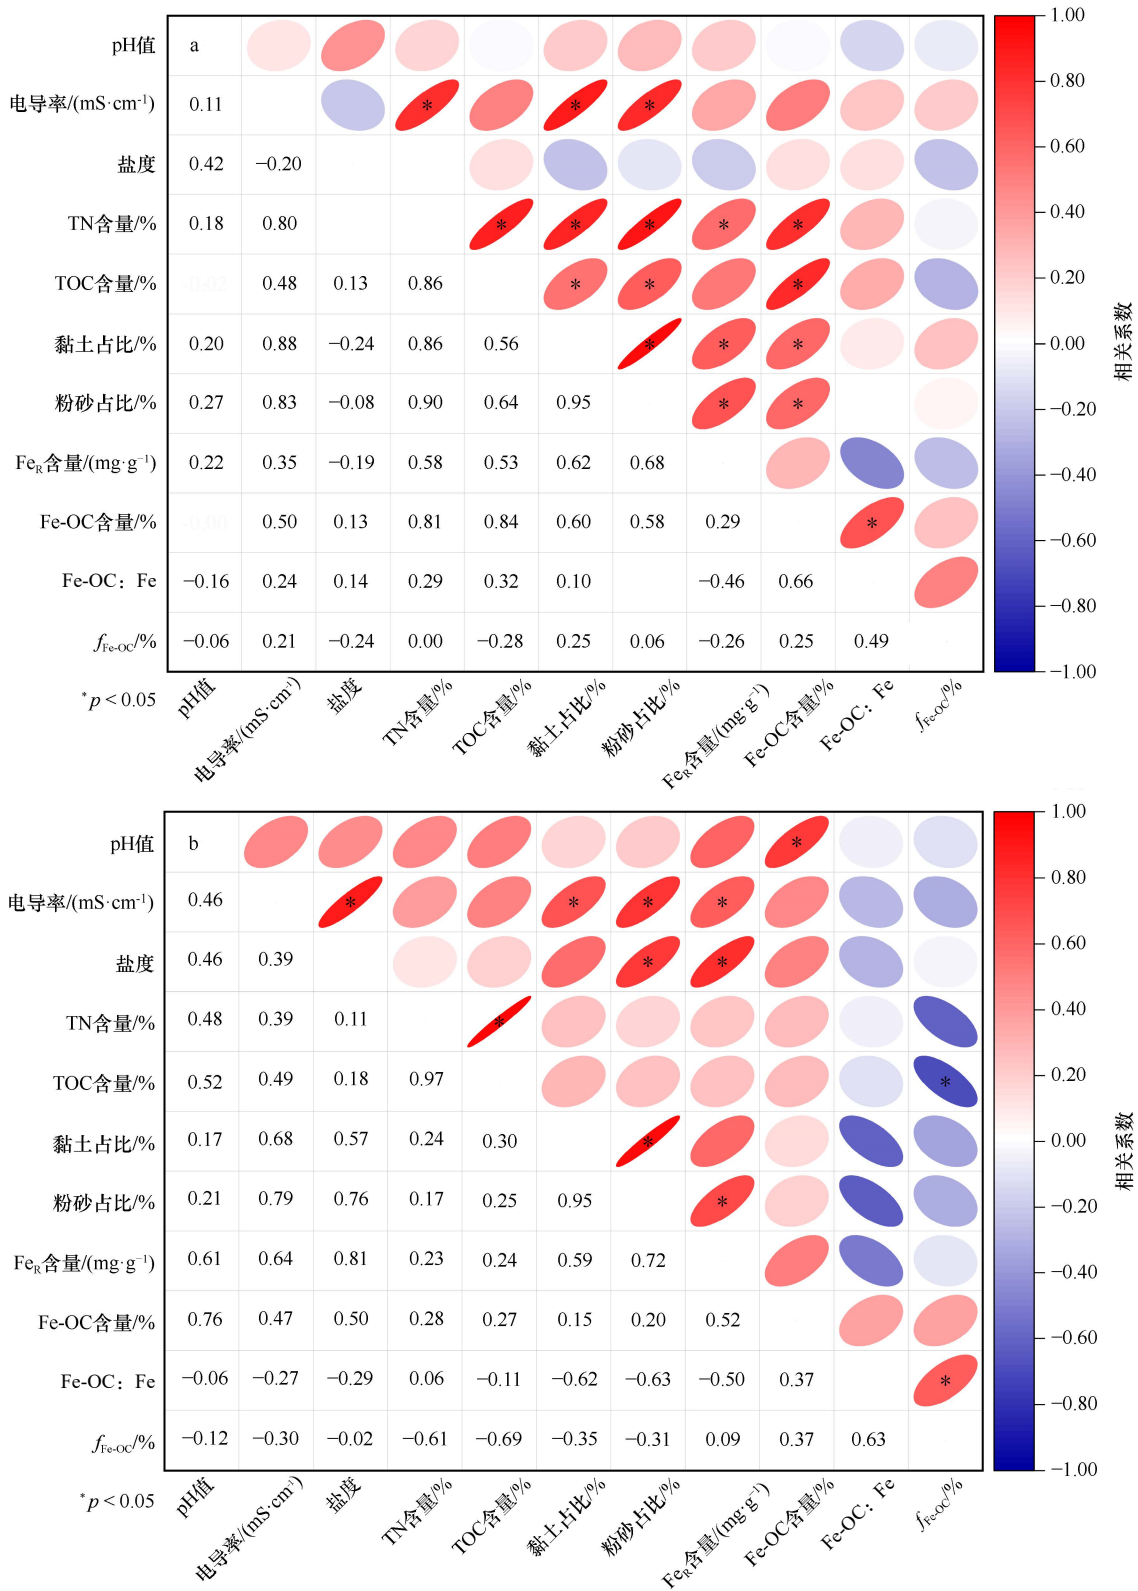 pH值 a
电导率/(mS·cm⁻¹) 0.11 * * *
盐度 0.42 −0.20
TN含量/% 0.18 0.80 * * * * *
TOC含量/% 0.48 0.13 0.86 * * *
黏土占比/% 0.20 0.88 −0.24 0.86 0.56 * * *
粉砂占比/% 0.27 0.83 −0.08 0.90 0.64 0.95 * *
Fe_R含量/(mg·g⁻¹) 0.22 0.35 −0.19 0.58 0.53 0.62 0.68
Fe-OC含量/% 0.50 0.13 0.81 0.84 0.60 0.58 0.29 *
Fe-OC：Fe −0.16 0.24 0.14 0.29 0.32 0.10 −0.46 0.66
f_Fe-OC/% −0.06 0.21 −0.24 0.00 −0.28 0.25 0.06 −0.26 0.25 0.49
*p < 0.05
pH值
电导率/(mS·cm⁻¹)
盐度
TN含量/%
TOC含量/%
黏土占比/%
粉砂占比/%
Fe_R含量/(mg·g⁻¹)
Fe-OC含量/%
Fe-OC：Fe
f_Fe-OC/%
1.00
0.80
0.60
0.40
0.20
0.00
−0.20
−0.40
−0.60
−0.80
−1.00
相关系数
pH值 b *
电导率/(mS·cm⁻¹) 0.46 * * * *
盐度 0.46 0.39 * *
TN含量/% 0.48 0.39 0.11 *
TOC含量/% 0.52 0.49 0.18 0.97 *
黏土占比/% 0.17 0.68 0.57 0.24 0.30 *
粉砂占比/% 0.21 0.79 0.76 0.17 0.25 0.95 *
Fe_R含量/(mg·g⁻¹) 0.61 0.64 0.81 0.23 0.24 0.59 0.72
Fe-OC含量/% 0.76 0.47 0.50 0.28 0.27 0.15 0.20 0.52
Fe-OC：Fe −0.06 −0.27 −0.29 0.06 −0.11 −0.62 −0.63 −0.50 0.37 *
f_Fe-OC/% −0.12 −0.30 −0.02 −0.61 −0.69 −0.35 −0.31 0.09 0.37 0.63
*p < 0.05
pH值
电导率/(mS·cm⁻¹)
盐度
TN含量/%
TOC含量/%
黏土占比/%
粉砂占比/%
Fe_R含量/(mg·g⁻¹)
Fe-OC含量/%
Fe-OC：Fe
f_Fe-OC/%
1.00
0.80
0.60
0.40
0.20
0.00
−0.20
−0.40
−0.60
−0.80
−1.00
相关系数